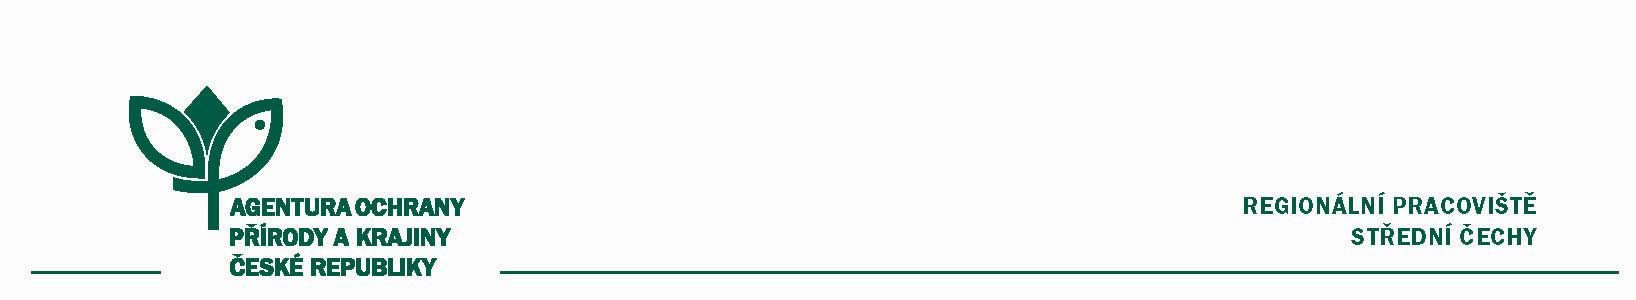 AGENTURA OCHRANY
PŘÍRODY A KRAJINY
ČESKÉ REPUBLIKY
REGIONÁLNÍ PRACOVIŠTĚ
STŘEDNÍ ČECHY